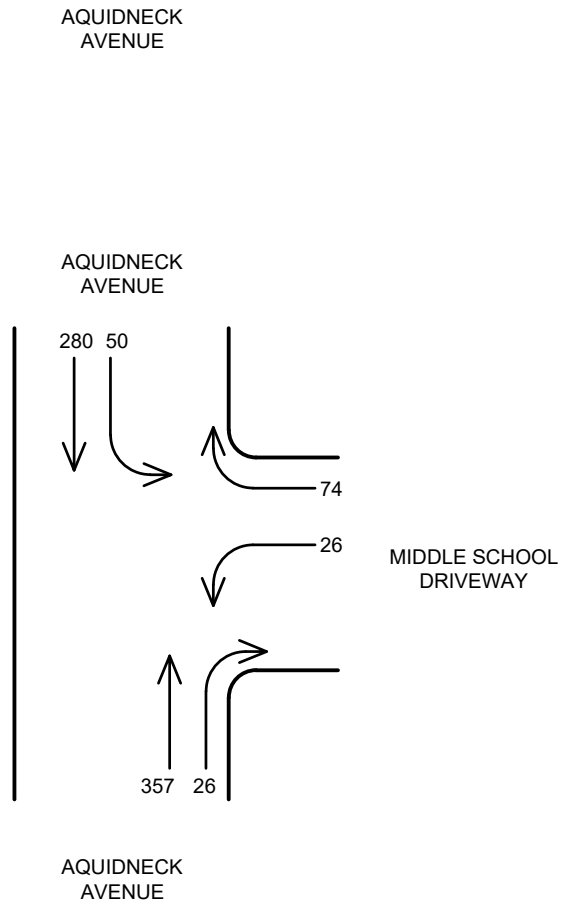 AQUIDNECK
AVENUE
AQUIDNECK
AVENUE
280 50
74
26
MIDDLE SCHOOL
DRIVEWAY
357 26
AQUIDNECK
AVENUE